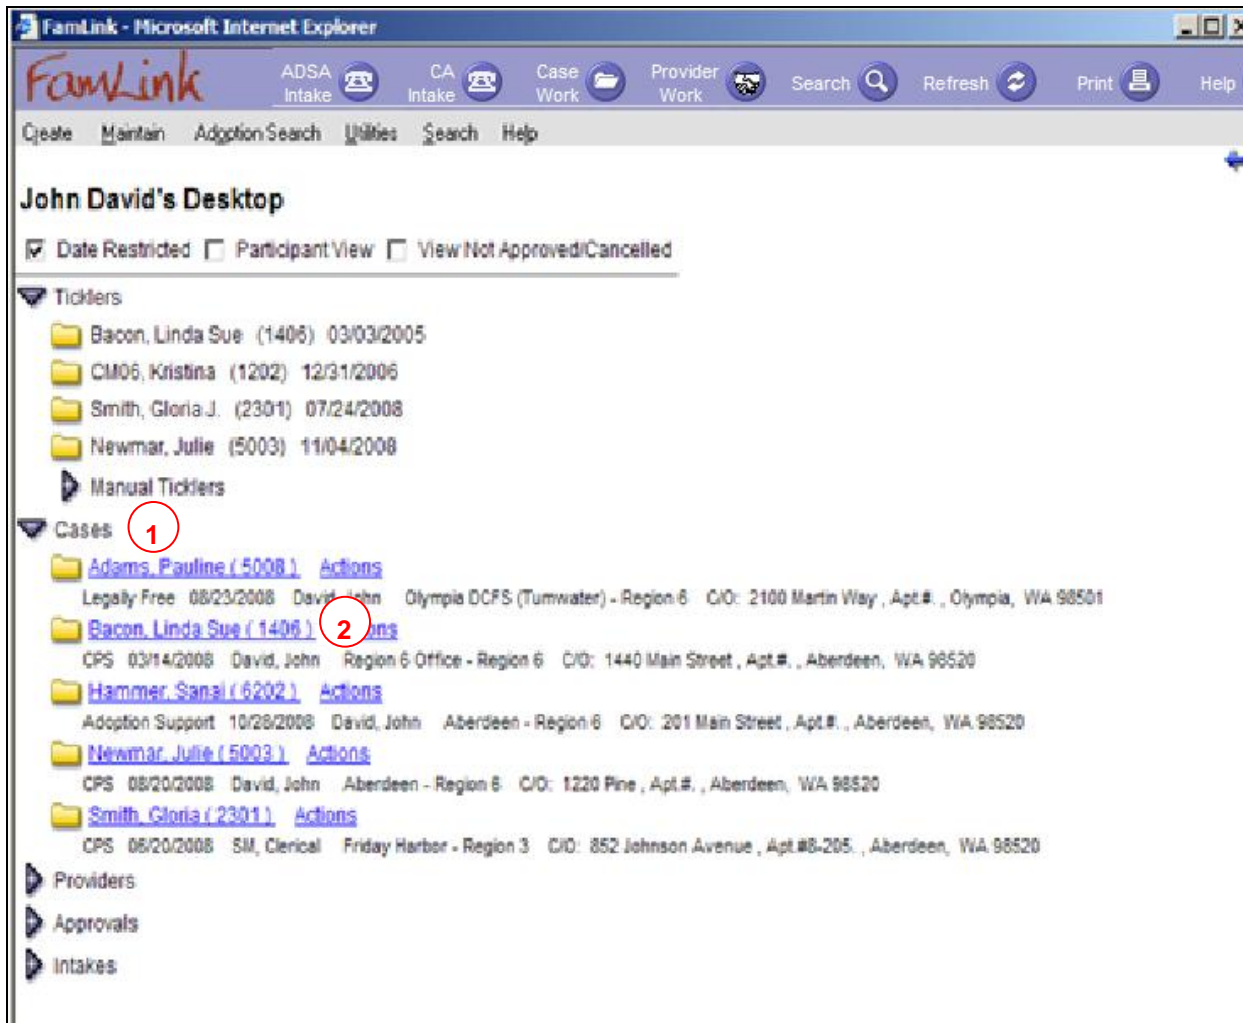 FamLink - Microsoft Internet Explorer
FamLink ADSA Intake CA Intake Case Work Provider Work Search Refresh Print Help
Create Maintain Adoption Search Utilities Search Help
John David's Desktop
Date Restricted Participant View View Not Approved/Cancelled
Ticklers
Bacon, Linda Sue (1406) 03/03/2005
CM06, Kristina (1202) 12/31/2006
Smith, Gloria J. (2301) 07/24/2008
Newmar, Julie (5003) 11/04/2008
Manual Ticklers
Cases 1
Adams, Pauline ( 5008 ) Actions
Legally Free 08/23/2008 David, John Olympia DCFS (Tumwater) - Region 6 C/O: 2100 Martin Way , Apt.#. , Olympia, WA 98501
Bacon, Linda Sue ( 1406 ) 2 ons
CPS 03/14/2008 David, John Region 6 Office - Region 6 C/O: 1440 Main Street , Apt.#. , Aberdeen, WA 98520
Hammer, Sanai ( 6202 ) Actions
Adoption Support 10/28/2008 David, John Aberdeen - Region 6 C/O: 201 Main Street , Apt.#. , Aberdeen, WA 98520
Newmar, Julie ( 5003 ) Actions
CPS 08/20/2008 David, John Aberdeen - Region 6 C/O: 1220 Pine , Apt.#. , Aberdeen, WA 98520
Smith, Gloria ( 2301 ) Actions
CPS 06/20/2008 SM, Clerical Friday Harbor - Region 3 C/O: 852 Johnson Avenue , Apt.#B-205. , Aberdeen, WA 98520
Providers
Approvals
Intakes